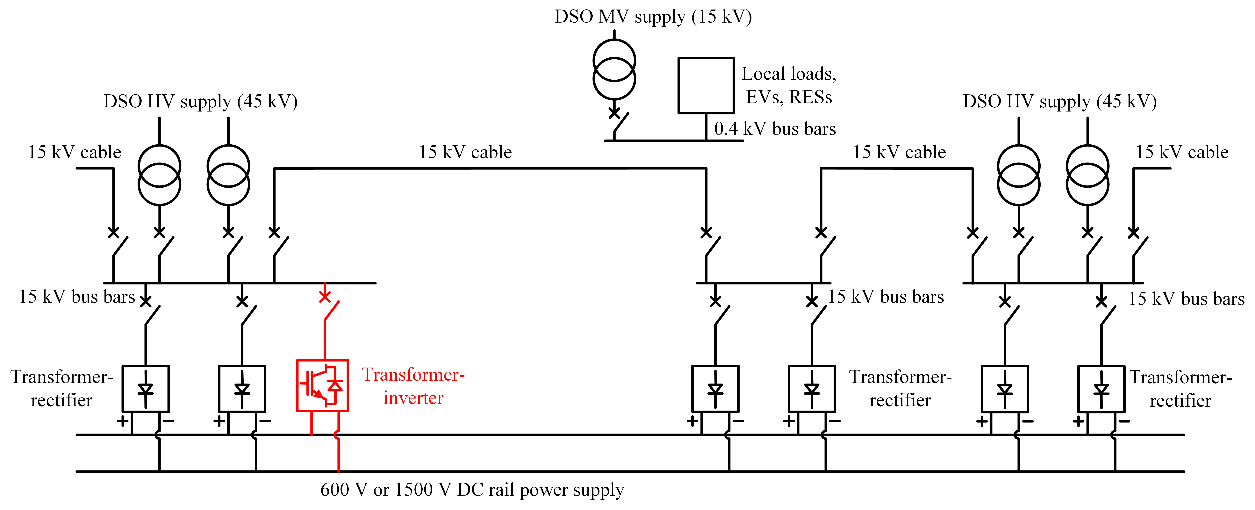 DSO MV supply (15 kV)
Local loads,
EVs, RESs
DSO HV supply (45 kV)
DSO HV supply (45 kV)
0.4 kV bus bars
15 kV cable
15 kV cable
15 kV cable
15 kV cable
15 kV bus bars
15 kV bus bars
15 kV bus bars
Transformer-
rectifier
Transformer-
inverter
Transformer-
rectifier
Transformer-
rectifier
+ − + −
+ − + −
+ − + −
600 V or 1500 V DC rail power supply